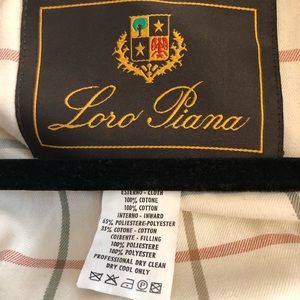 Loro Piana
ESTERNO - CLOTH
100% COTONE
100% COTTON
INTERNO - INWARD
65% POLIESTERE-POLYESTER
35% COTONE - COTTON
COIBENTE - FILLING
100% POLIESTERE
100% POLYESTER
PROFESSIONAL DRY CLEAN
DRY COOL ONLY